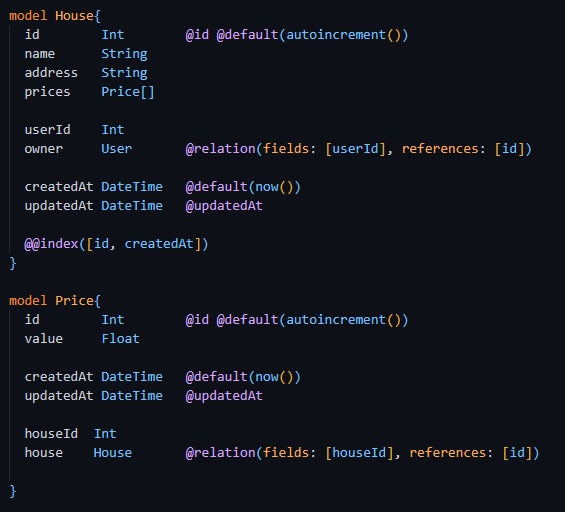 model House{
id Int @id @default(autoincrement())
name String
address String
prices Price[]
userId Int
owner User @relation(fields: [userId], references: [id])
createdAt DateTime @default(now())
updatedAt DateTime @updatedAt
@@index([id, createdAt])
}
model Price{
id Int @id @default(autoincrement())
value Float
createdAt DateTime @default(now())
updatedAt DateTime @updatedAt
houseId Int
house House @relation(fields: [houseId], references: [id])
}